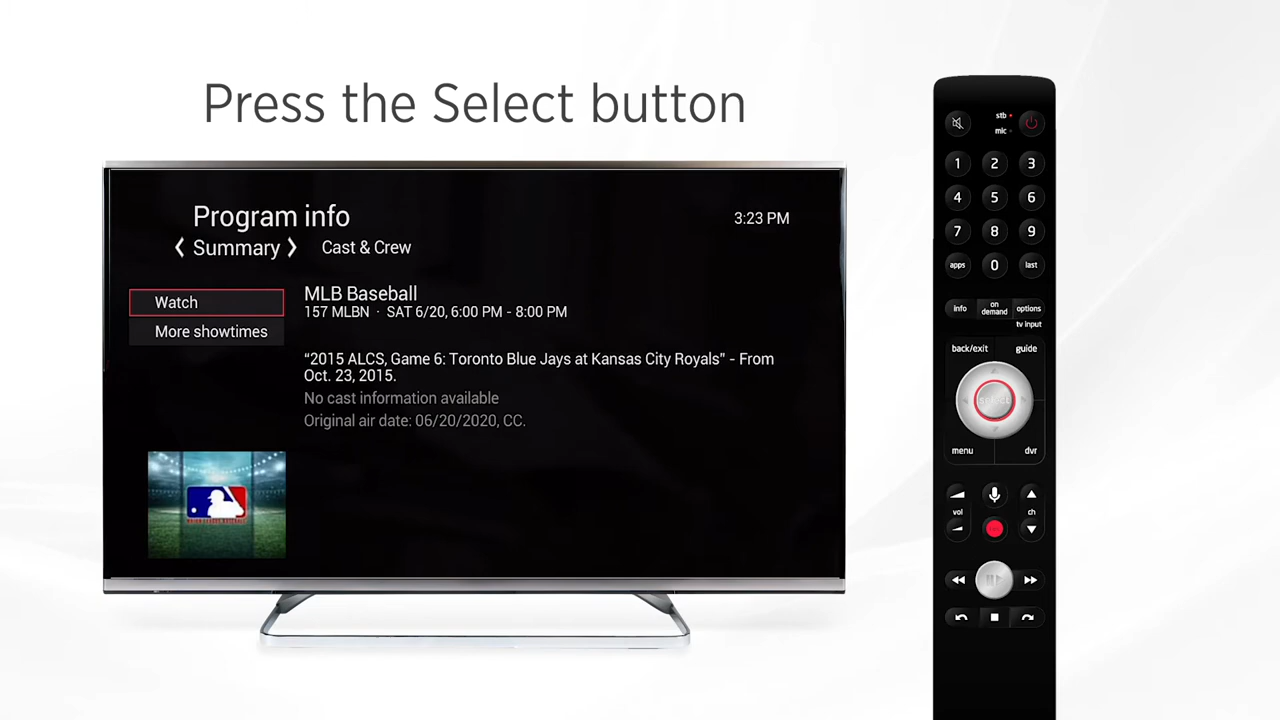 Press the Select button
Program info
3:23 PM
Summary
Cast & Crew
Watch
More showtimes
MLB Baseball
157 MLBN · SAT 6/20, 6:00 PM - 8:00 PM
“2015 ALCS, Game 6: Toronto Blue Jays at Kansas City Royals” - From
Oct. 23, 2015.
No cast information available
Original air date: 06/20/2020, CC.
stb
mic
1 2 3
4 5 6
7 8 9
apps 0 last
info on demand options
tv input
back/exit guide
select
menu dvr
vol ch